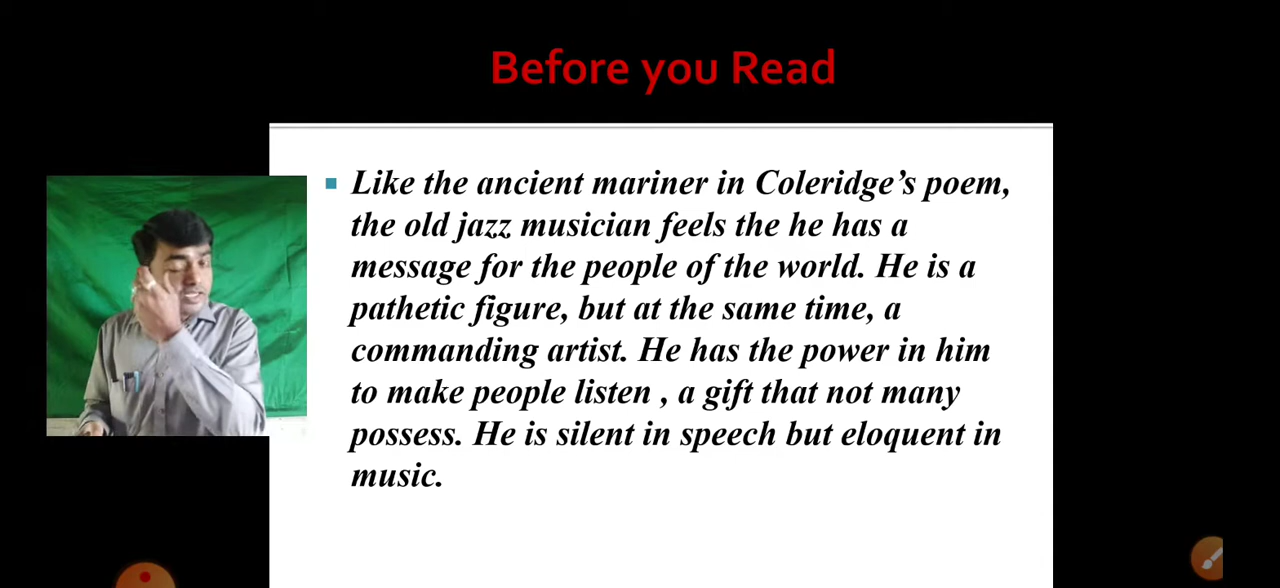 Before you Read
Like the ancient mariner in Coleridge's poem,
the old jazz musician feels the he has a
message for the people of the world. He is a
pathetic figure, but at the same time, a
commanding artist. He has the power in him
to make people listen , a gift that not many
possess. He is silent in speech but eloquent in
music.